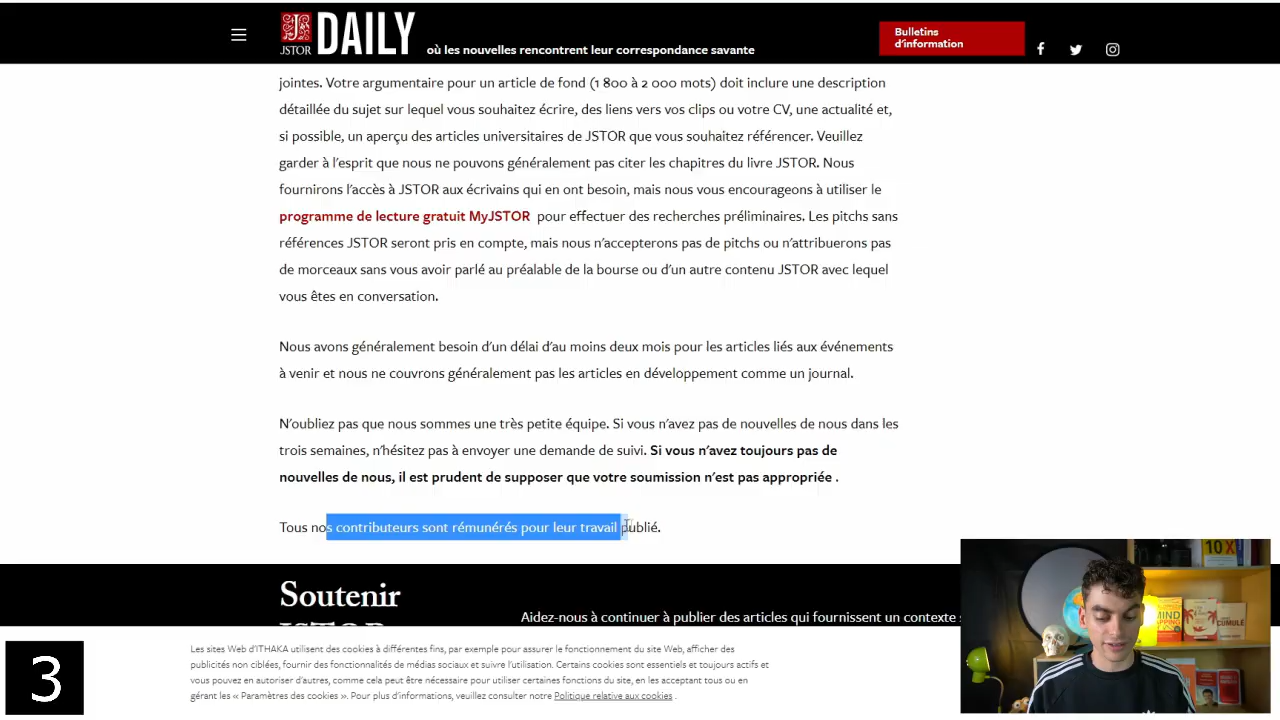 JSTOR
DAILY
où les nouvelles rencontrent leur correspondance savante
Bulletins
d'information
jointes. Votre argumentaire pour un article de fond (1 800 à 2 000 mots) doit inclure une description
détaillée du sujet sur lequel vous souhaitez écrire, des liens vers vos clips ou votre CV, une actualité et,
si possible, un aperçu des articles universitaires de JSTOR que vous souhaitez référencer. Veuillez
garder à l'esprit que nous ne pouvons généralement pas citer les chapitres du livre JSTOR. Nous
fournirons l'accès à JSTOR aux écrivains qui en ont besoin, mais nous vous encourageons à utiliser le
programme de lecture gratuit MyJSTOR pour effectuer des recherches préliminaires. Les pitchs sans
références JSTOR seront pris en compte, mais nous n'accepterons pas de pitchs ou n'attribuerons pas
de morceaux sans vous avoir parlé au préalable de la bourse ou d'un autre contenu JSTOR avec lequel
vous êtes en conversation.
Nous avons généralement besoin d'un délai d'au moins deux mois pour les articles liés aux événements
à venir et nous ne couvrons généralement pas les articles en développement comme un journal.
N'oubliez pas que nous sommes une très petite équipe. Si vous n'avez pas de nouvelles de nous dans les
trois semaines, n'hésitez pas à envoyer une demande de suivi. Si vous n'avez toujours pas de
nouvelles de nous, il est prudent de supposer que votre soumission n'est pas appropriée .
Tous nos contributeurs sont rémunérés pour leur travail publié.
Soutenir
Aidez-nous à continuer à publier des articles qui fournissent un contexte
Les sites Web d'ITHAKA utilisent des cookies à différentes fins, par exemple pour assurer le fonctionnement du site Web, afficher des
publicités non ciblées, fournir des fonctionnalités de médias sociaux et suivre l'utilisation. Certains cookies sont essentiels et toujours actifs et
vous pouvez en autoriser d'autres, comme cela peut être nécessaire pour utiliser certaines fonctions du site, en les acceptant tous ou en
gérant les « Paramètres des cookies ». Pour plus d'informations, veuillez consulter notre Politique relative aux cookies .
3
10X
MIND
MAPPING
CUMULE